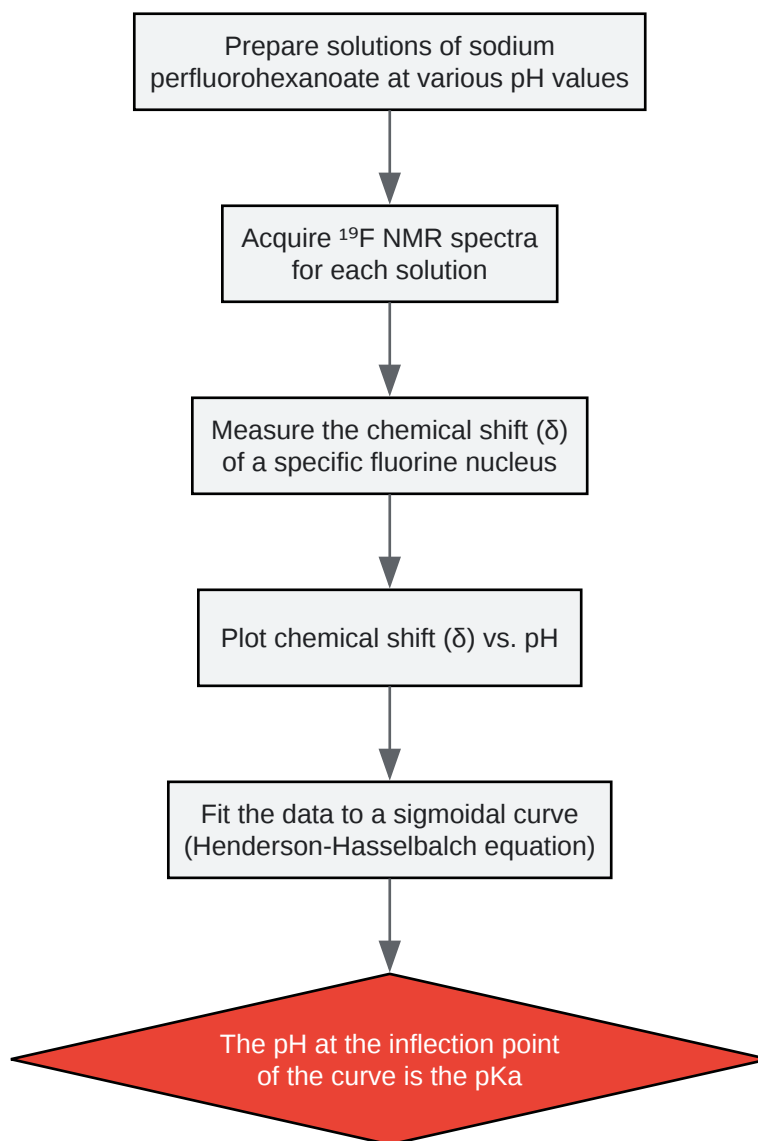 Prepare solutions of sodium
perfluorohexanoate at various pH values
Acquire ¹⁹F NMR spectra
for each solution
Measure the chemical shift (δ)
of a specific fluorine nucleus
Plot chemical shift (δ) vs. pH
Fit the data to a sigmoidal curve
(Henderson-Hasselbalch equation)
The pH at the inflection point
of the curve is the pKa